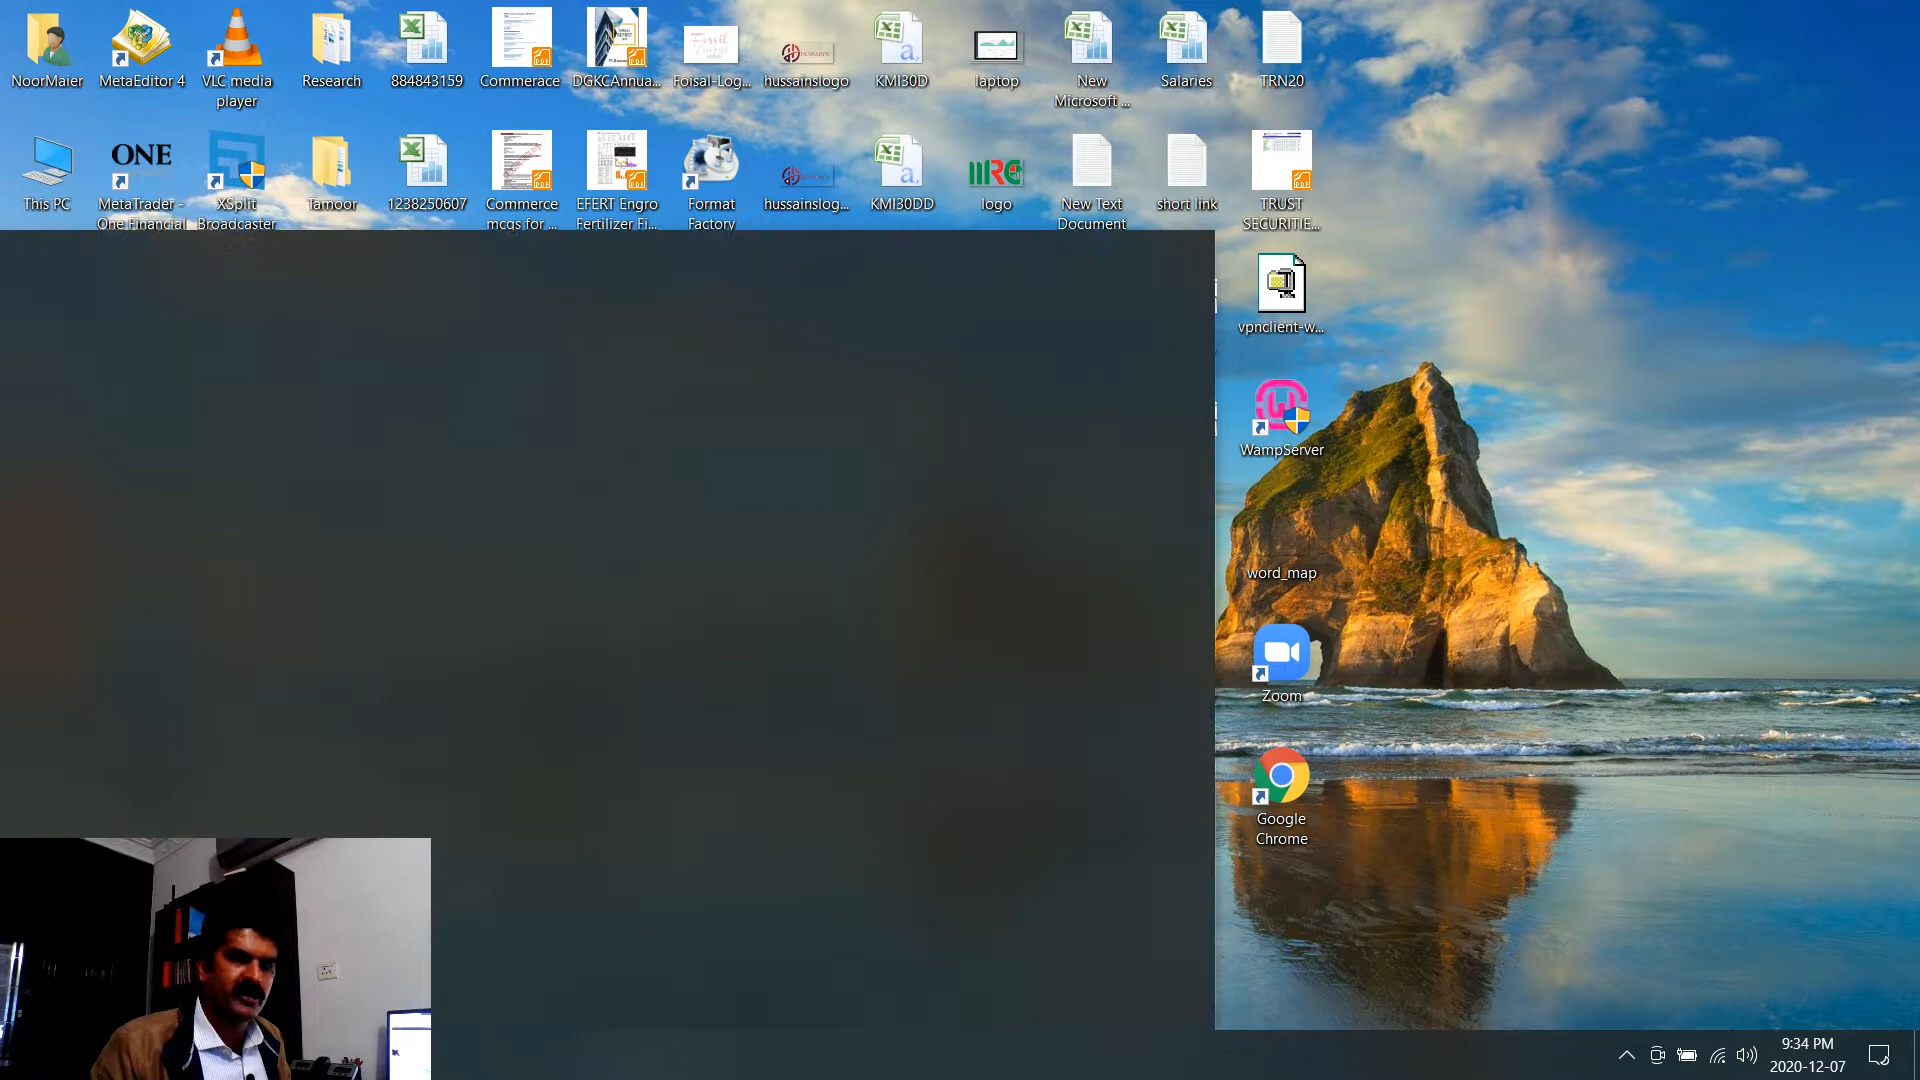 NoorMaier
MetaEditor 4
VLC media
player
Research
884843159
Commerace
DGKCAnnua...
Foisal-Log...
hussainslogo
KMI30D
laptop
New
Microsoft ...
Salaries
TRN20
This PC
ONE
MetaTrader -
One Financial
XSplit
Broadcaster
Tamoor
1238250607
Commerce
mcqs for ...
EFERT Engro
Fertilizer Fi...
Format
Factory
hussainslog...
KMI30DD
logo
New Text
Document
short link
TRUST
SECURITIE...
vpnclient-w...
WampServer
word_map
Zoom
Google
Chrome
9:34 PM
2020-12-07